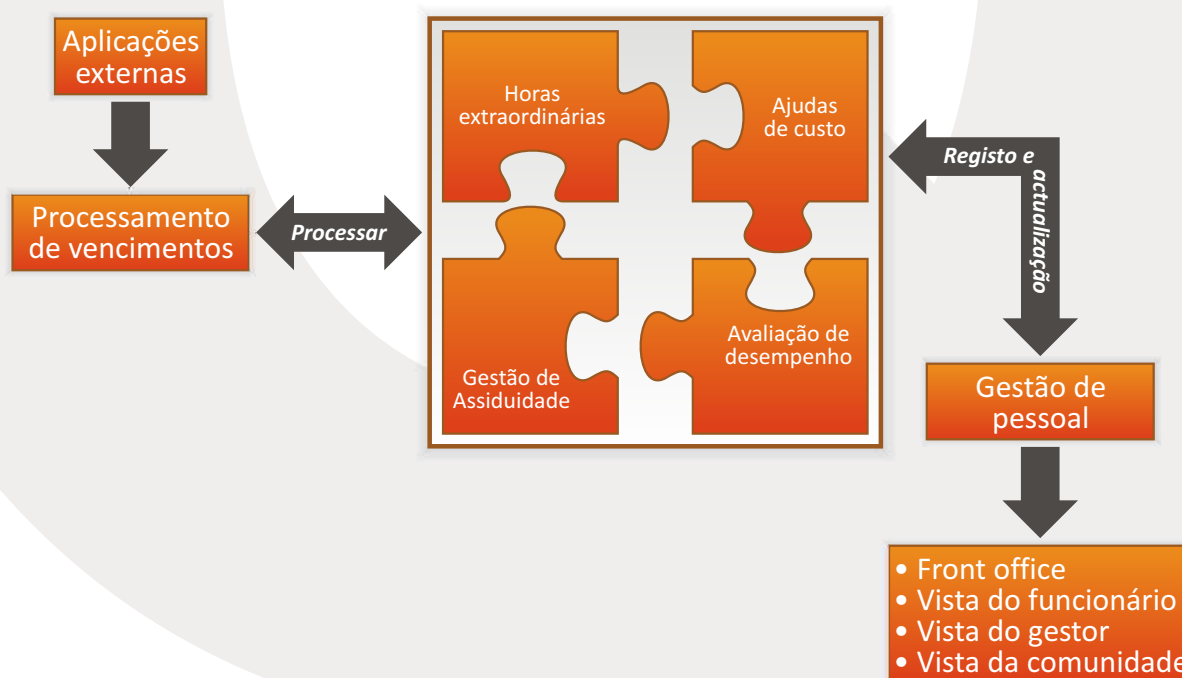 Aplicações
externas
Processamento
de vencimentos
Processar
Horas
extraordinárias
Ajudas
de custo
Gestão de
Assiduidade
Avaliação de
desempenho
Registo e
actualização
Gestão de
pessoal
• Front office
• Vista do funcionário
• Vista do gestor
• Vista da comunidade